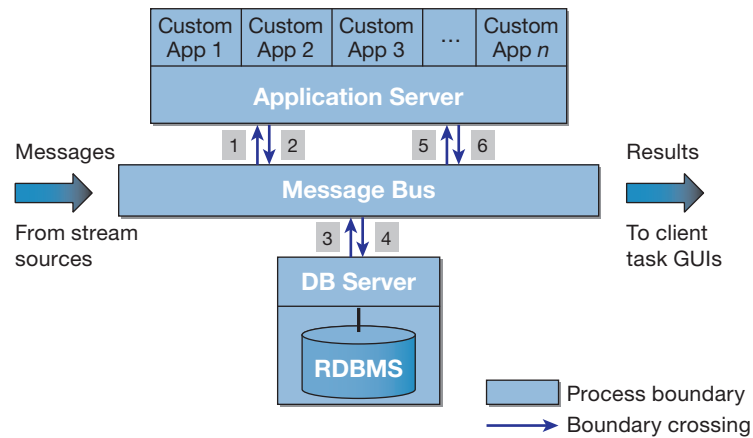 Custom
App 1
Custom
App 2
Custom
App 3
...
Custom
App n
Application Server
1
2
5
6
Messages
Results
Message Bus
From stream
sources
To client
task GUIs
3
4
DB Server
RDBMS
Process boundary
Boundary crossing